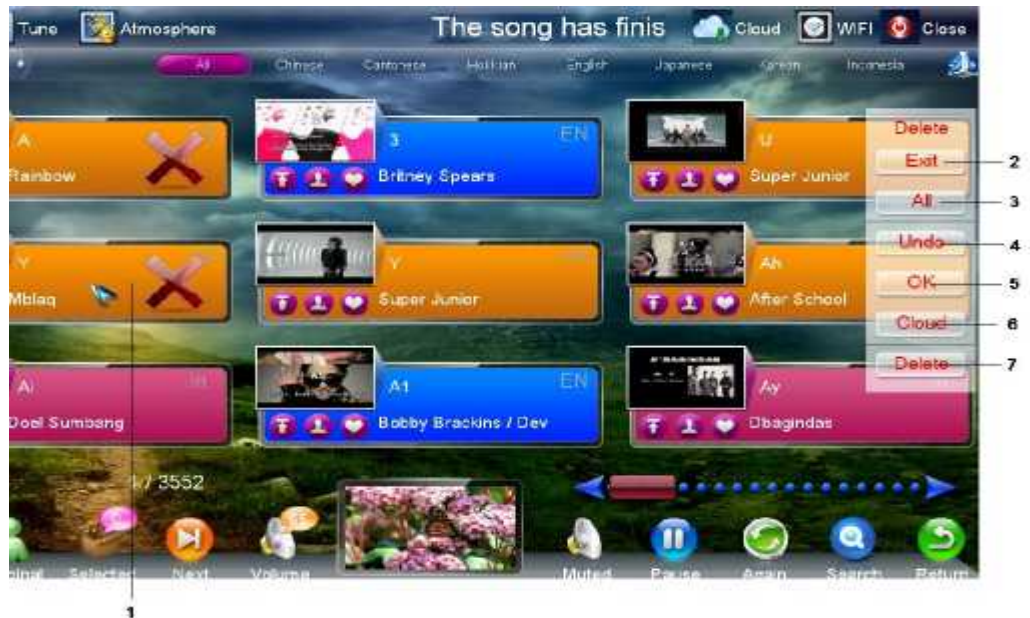 Tune Atmosphere The song has finis Cloud WIFI Close
All Chinese Cantonese Hokkian English Japanese Korean Indonesia
Delete
A 3 EN U
Exit 2
Rainbow Britney Spears Super Junior
All 3
Undo 4
Y Y Ah
OK 5
Mblaq Super Junior After School
Cloud 6
Delete 7
Ai A1 EN Ay
Doel Sumbang Bobby Brackins / Dev Dbagindas
/ 3552
Selected Next Volume Muted Pause Again Search Return
1